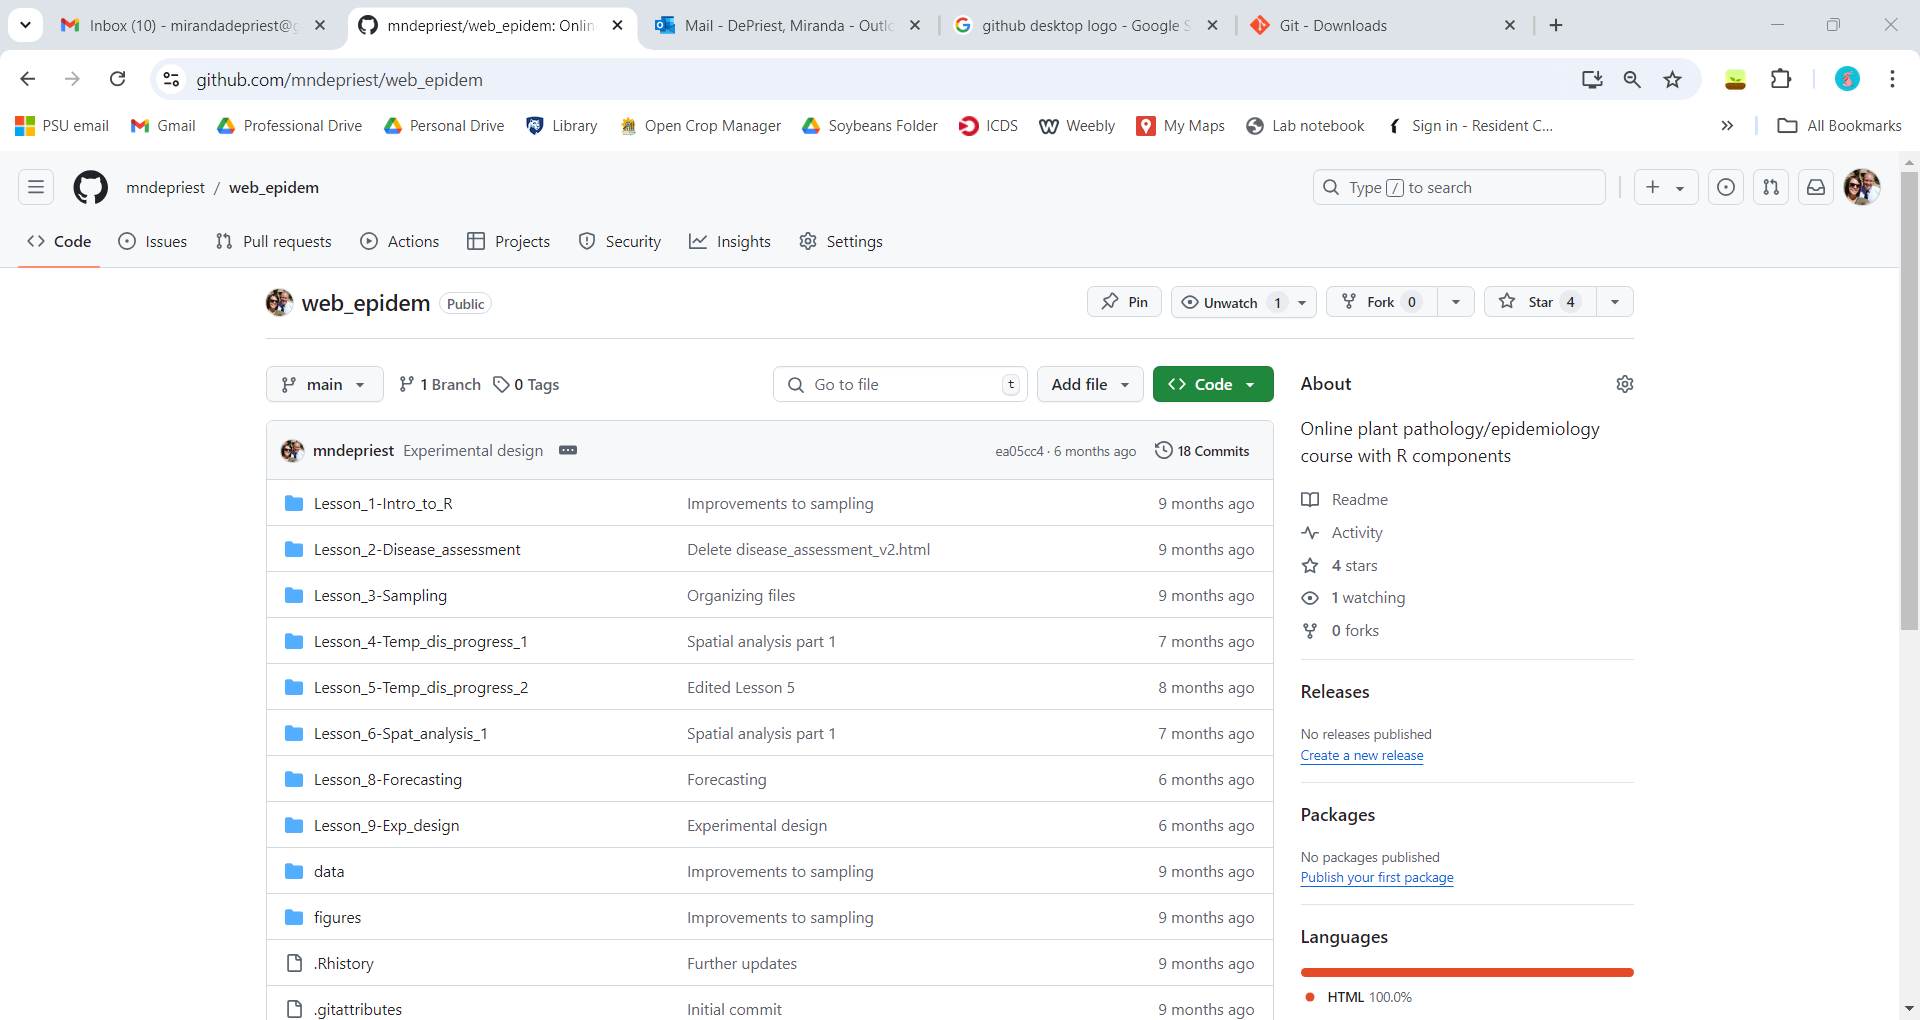 Inbox (10) - mirandadepriest@g
mndepriest/web_epidem: Onlin
Mail - DePriest, Miranda - Outlo
github desktop logo - Google S
Git - Downloads
github.com/mndepriest/web_epidem
PSU email
Gmail
Professional Drive
Personal Drive
Library
Open Crop Manager
Soybeans Folder
ICDS
Weebly
My Maps
Lab notebook
Sign in - Resident C...
All Bookmarks
mndepriest / web_epidem
Type / to search
Code
Issues
Pull requests
Actions
Projects
Security
Insights
Settings
web_epidem Public
Pin
Unwatch 1
Fork 0
Star 4
main
1 Branch
0 Tags
Go to file t
Add file
Code
mndepriest Experimental design
ea05cc4 · 6 months ago
18 Commits
Lesson_1-Intro_to_R Improvements to sampling 9 months ago
Lesson_2-Disease_assessment Delete disease_assessment_v2.html 9 months ago
Lesson_3-Sampling Organizing files 9 months ago
Lesson_4-Temp_dis_progress_1 Spatial analysis part 1 7 months ago
Lesson_5-Temp_dis_progress_2 Edited Lesson 5 8 months ago
Lesson_6-Spat_analysis_1 Spatial analysis part 1 7 months ago
Lesson_8-Forecasting Forecasting 6 months ago
Lesson_9-Exp_design Experimental design 6 months ago
data Improvements to sampling 9 months ago
figures Improvements to sampling 9 months ago
.Rhistory Further updates 9 months ago
.gitattributes Initial commit 9 months ago
About
Online plant pathology/epidemiology
course with R components
Readme
Activity
4 stars
1 watching
0 forks
Releases
No releases published
Create a new release
Packages
No packages published
Publish your first package
Languages
HTML 100.0%